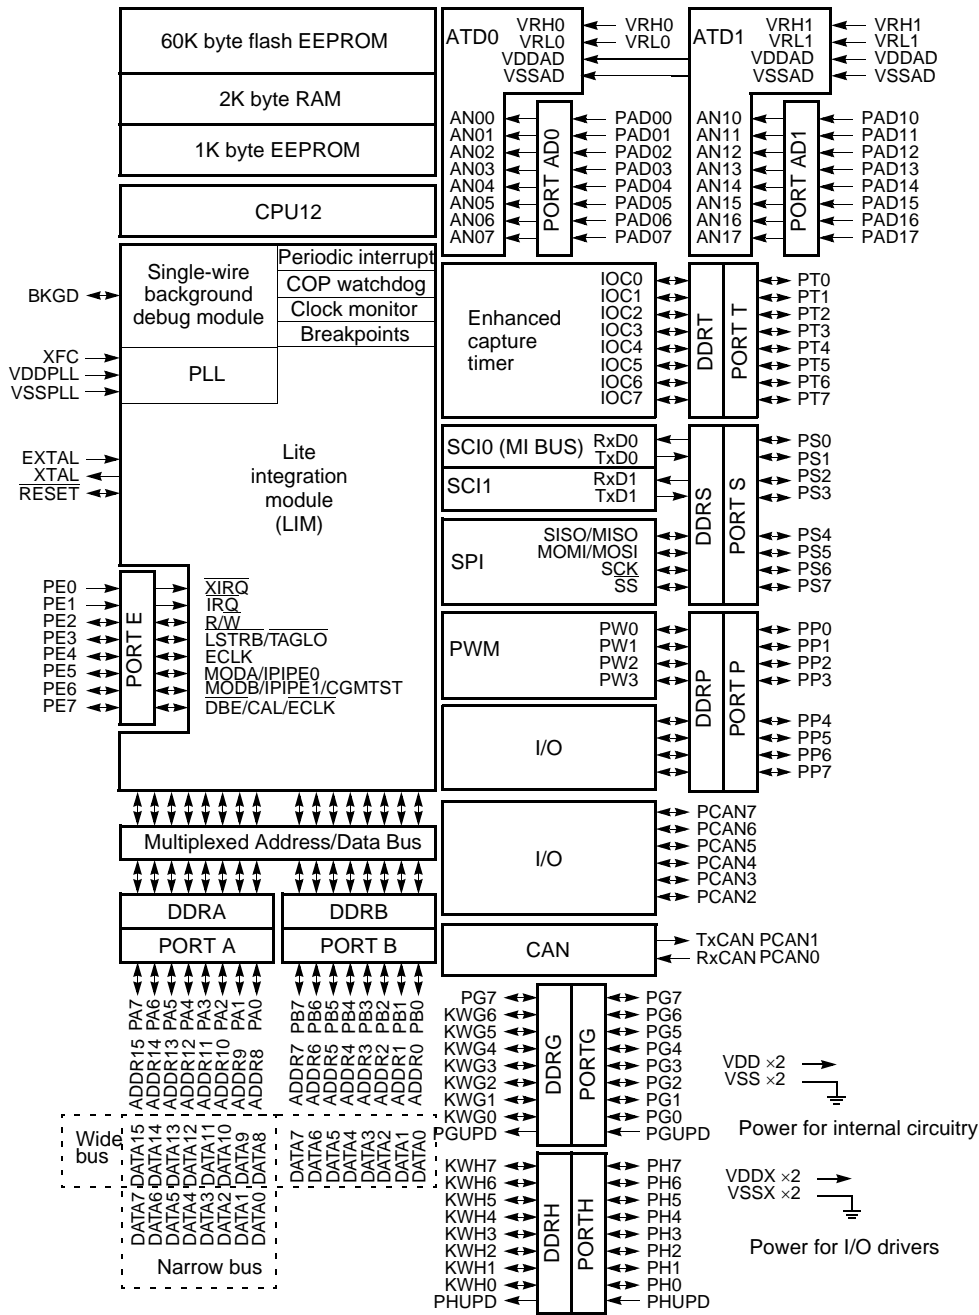 60K byte flash EEPROM
2K byte RAM
1K byte EEPROM
CPU12
Single-wire
background
debug module
Periodic interrupt
COP watchdog
Clock monitor
Breakpoints
BKGD
XFC
VDDPLL
VSSPLL
PLL
EXTAL
XTAL
RESET
Lite
integration
module
(LIM)
PE0
PE1
PE2
PE3
PE4
PE5
PE6
PE7
PORT E
XIRQ
IRQ
R/W
LSTRB/TAGLO
ECLK
MODA/IPIPE0
MODB/IPIPE1/CGMTST
DBE/CAL/ECLK
Multiplexed Address/Data Bus
DDRA
PORT A
DDRB
PORT B
PA7
PA6
PA5
PA4
PA3
PA2
PA1
PA0
PB7
PB6
PB5
PB4
PB3
PB2
PB1
PB0
ADDR15
ADDR14
ADDR13
ADDR12
ADDR11
ADDR10
ADDR9
ADDR8
ADDR7
ADDR6
ADDR5
ADDR4
ADDR3
ADDR2
ADDR1
ADDR0
Wide
bus
DATA15
DATA14
DATA13
DATA12
DATA11
DATA10
DATA9
DATA8
DATA7
DATA6
DATA5
DATA4
DATA3
DATA2
DATA1
DATA0
DATA7
DATA6
DATA5
DATA4
DATA3
DATA2
DATA1
DATA0
Narrow bus
ATD0
VRH0
VRL0
VDDAD
VSSAD
VRH0
VRL0
AN00
AN01
AN02
AN03
AN04
AN05
AN06
AN07
PORT AD0
PAD00
PAD01
PAD02
PAD03
PAD04
PAD05
PAD06
PAD07
ATD1
VRH1
VRL1
VDDAD
VSSAD
VRH1
VRL1
VDDAD
VSSAD
AN10
AN11
AN12
AN13
AN14
AN15
AN16
AN17
PORT AD1
PAD10
PAD11
PAD12
PAD13
PAD14
PAD15
PAD16
PAD17
Enhanced
capture
timer
IOC0
IOC1
IOC2
IOC3
IOC4
IOC5
IOC6
IOC7
DDRT
PORT T
PT0
PT1
PT2
PT3
PT4
PT5
PT6
PT7
SCI0 (MI BUS)
RxD0
TxD0
SCI1
RxD1
TxD1
SPI
SISO/MISO
MOMI/MOSI
SCK
SS
DDRS
PORT S
PS0
PS1
PS2
PS3
PS4
PS5
PS6
PS7
PWM
PW0
PW1
PW2
PW3
I/O
DDRP
PORT P
PP0
PP1
PP2
PP3
PP4
PP5
PP6
PP7
I/O
PCAN7
PCAN6
PCAN5
PCAN4
PCAN3
PCAN2
CAN
TxCAN PCAN1
RxCAN PCAN0
PG7
KWG6
KWG5
KWG4
KWG3
KWG2
KWG1
KWG0
PGUPD
DDRG
PORTG
PG7
PG6
PG5
PG4
PG3
PG2
PG1
PG0
PGUPD
KWH7
KWH6
KWH5
KWH4
KWH3
KWH2
KWH1
KWH0
PHUPD
DDRH
PORTH
PH7
PH6
PH5
PH4
PH3
PH2
PH1
PH0
PHUPD
VDD ×2
VSS ×2
Power for internal circuitry
VDDX ×2
VSSX ×2
Power for I/O drivers